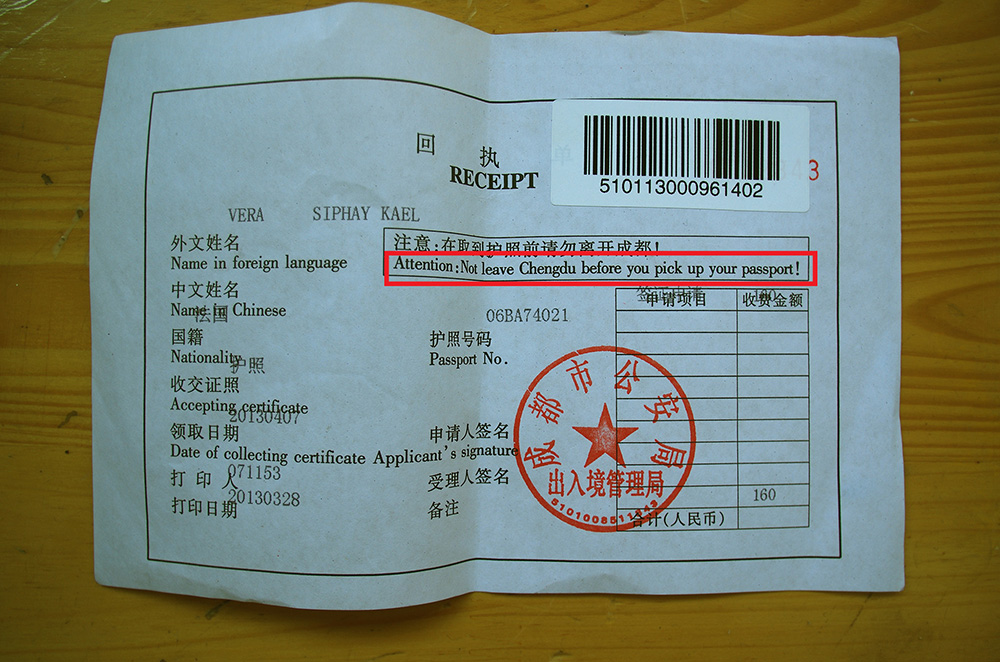 回 执
RECEIPT
510113000961402
3
VERA SIPHAY KAEL
外文姓名
Name in foreign language
注意:在取到护照前请勿离开成都!
Attention:Not leave Chengdu before you pick up your passport!
中文姓名
Name in Chinese
法国
06BA74021
国籍
Nationality
护照
护照号码
Passport No.
收交证照
Accepting certificate
20130407
领取日期
Date of collecting certificate
申请人签名
Applicant's signature
打 印 人
071153
受理人签名
打印日期
20130328
备注
签证申请 160
申请项目 收费金额
160
合计(人民币)
成都市公安局
出入境管理局